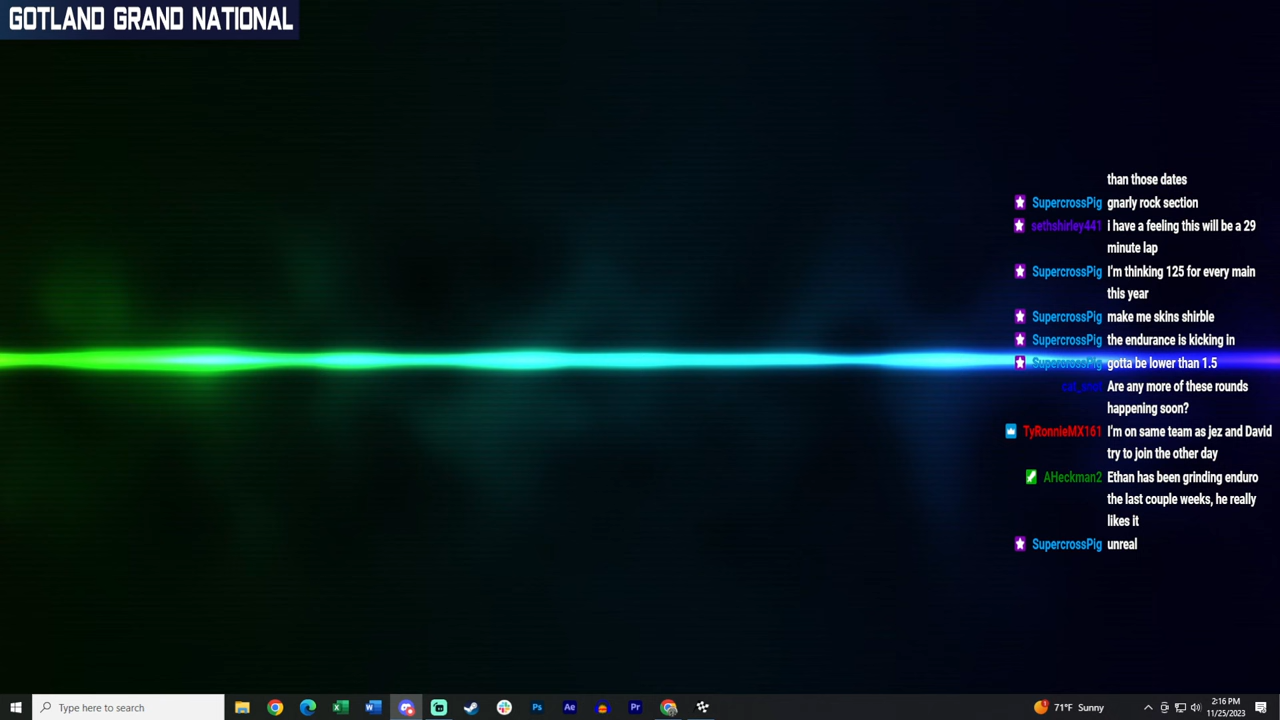 GOTLAND GRAND NATIONAL
than those dates
SupercrossPig gnarly rock section
sethshirley441 i have a feeling this will be a 29
minute lap
SupercrossPig I'm thinking 125 for every main
this year
SupercrossPig make me skins shirble
SupercrossPig the endurance is kicking in
SupercrossPig gotta be lower than 1.5
Are any more of these rounds
happening soon?
TyRonnieMX161 I'm on same team as jez and David
try to join the other day
AHeckman2 Ethan has been grinding enduro
the last couple weeks, he really
likes it
SupercrossPig unreal
Type here to search
Ps
Ae
Pr
71°F Sunny
2:16 PM
11/25/2023